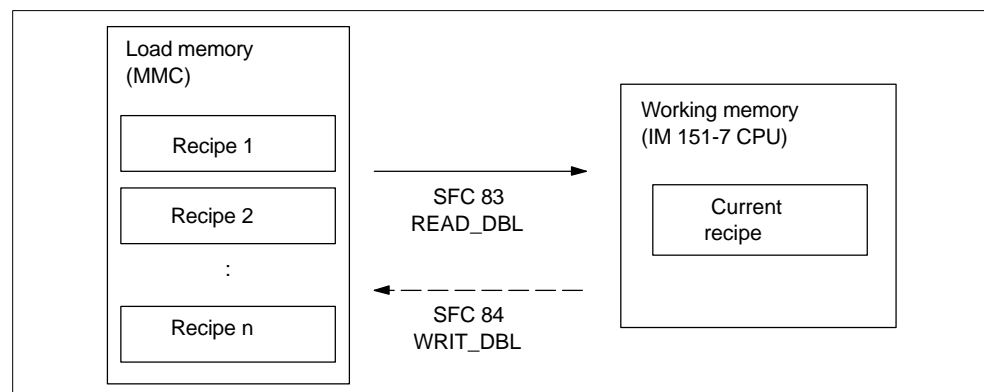 Load memory
(MMC)
Recipe 1
Recipe 2
:
Recipe n
SFC 83
READ_DBL
SFC 84
WRIT_DBL
Working memory
(IM 151-7 CPU)
Current
recipe